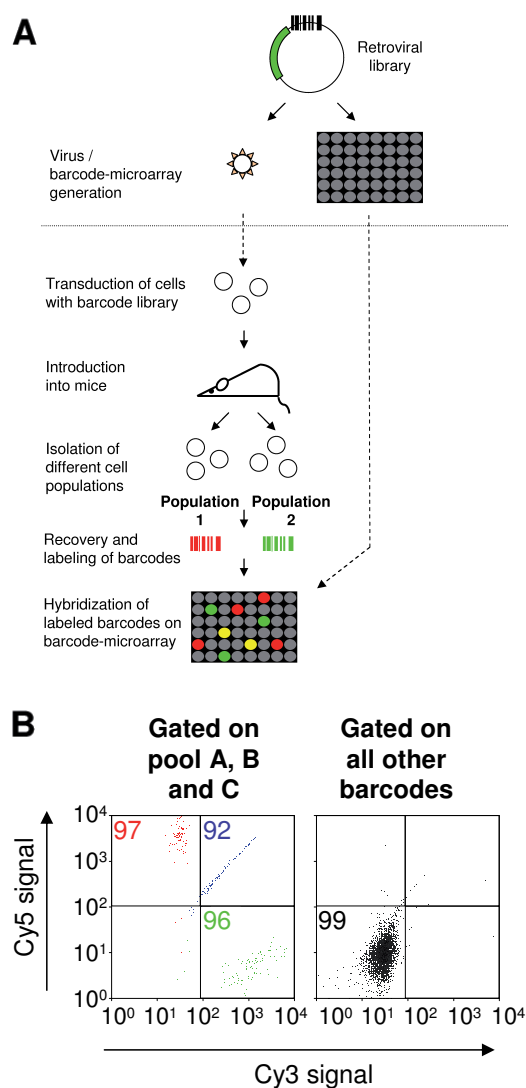 A
Retroviral
library
Virus /
barcode-microarray
generation
Transduction of cells
with barcode library
Introduction
into mice
Isolation of
different cell
populations
Population Population
1 2
Recovery and
labeling of barcodes
Hybridization of
labeled barcodes on
barcode-microarray
B
Gated on Gated on
pool A, B all other
and C barcodes
10⁴ 97 92
10³
10² 96 99
10¹
10⁰
Cy5 signal
10⁰ 10¹ 10² 10³ 10⁴ 10⁰ 10¹ 10² 10³ 10⁴
Cy3 signal